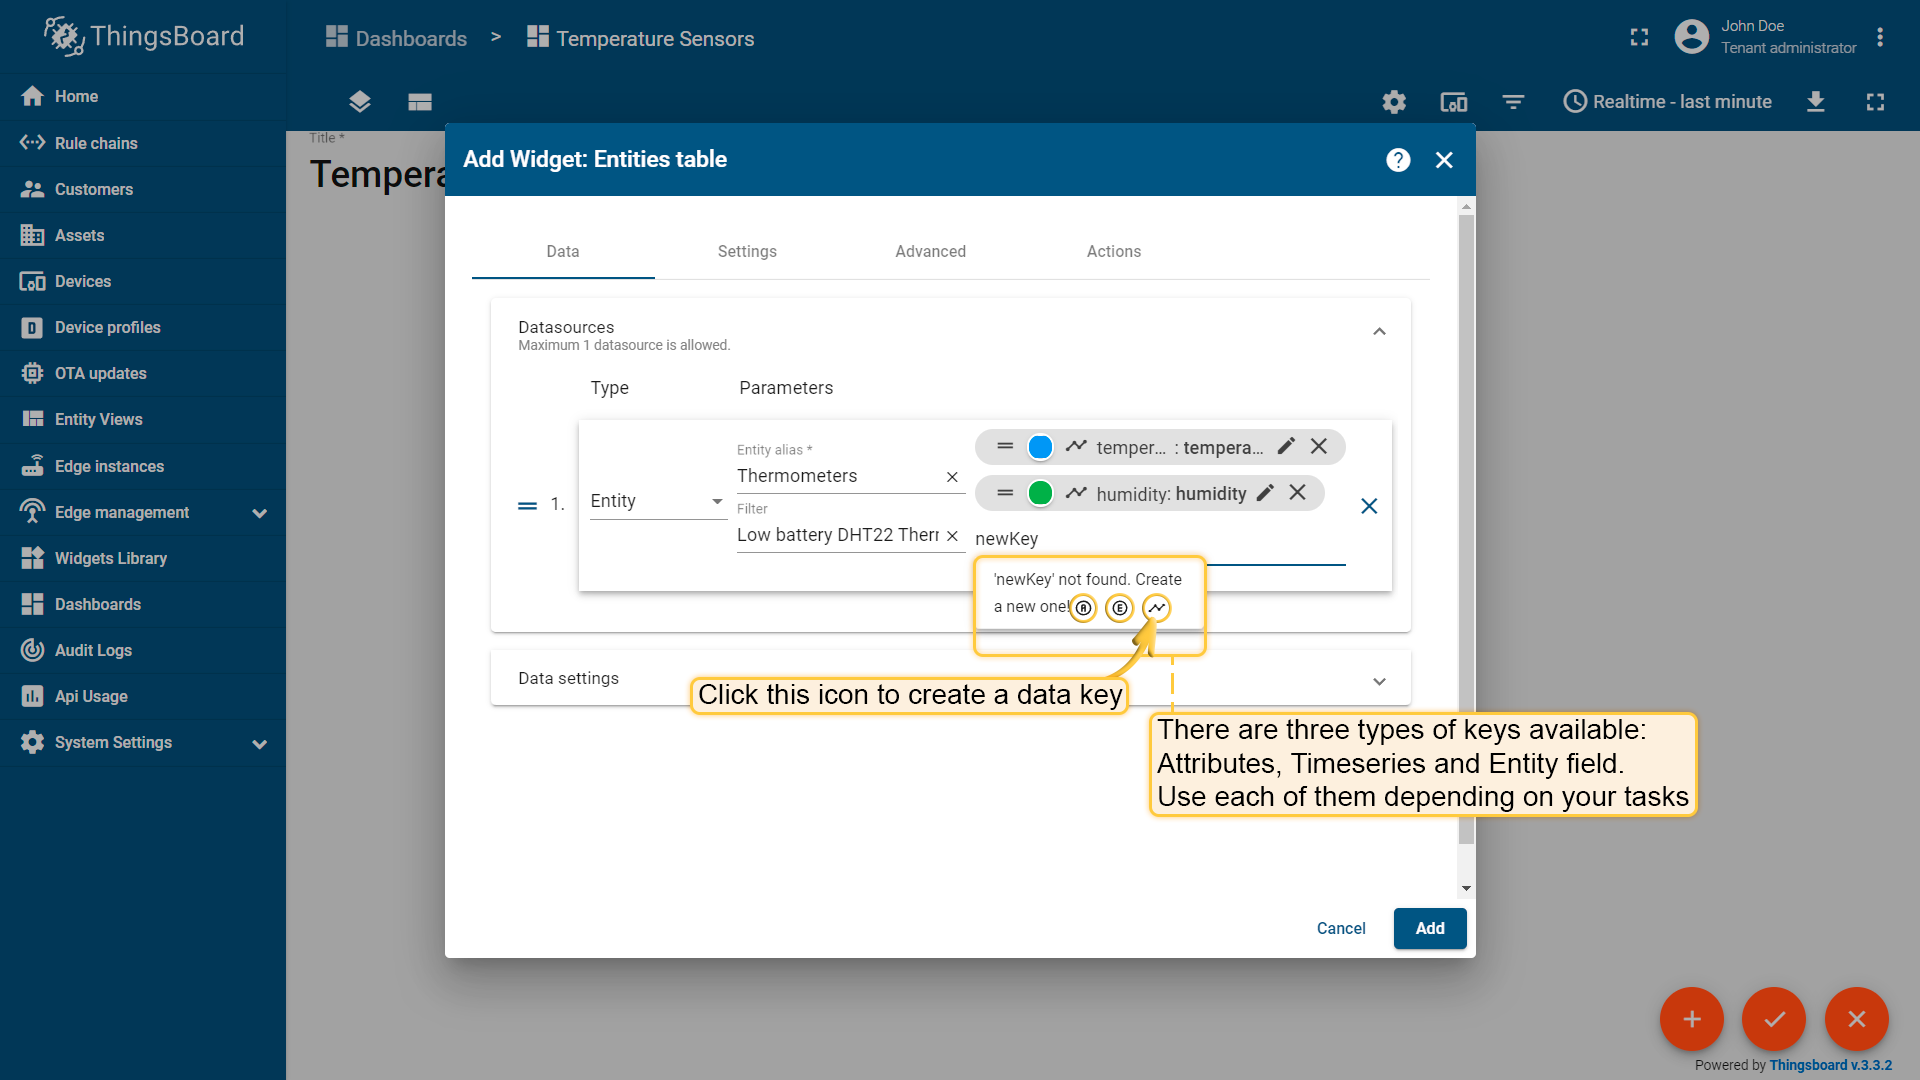 ThingsBoard
Dashboards > Temperature Sensors
John Doe
Tenant administrator
Home
Rule chains
Customers
Assets
Devices
Device profiles
OTA updates
Entity Views
Edge instances
Edge management
Widgets Library
Dashboards
Audit Logs
Api Usage
System Settings
Realtime - last minute
Title *
Tempera
Add Widget: Entities table
?
Data
Settings
Advanced
Actions
Datasources
Maximum 1 datasource is allowed.
Type
Parameters
1.
Entity
Entity alias *
Thermometers
Filter
Low battery DHT22 Ther
temper... : tempera...
humidity: humidity
newKey
'newKey' not found. Create
a new one!
A
E
Data settings
Click this icon to create a data key
There are three types of keys available:
Attributes, Timeseries and Entity field.
Use each of them depending on your tasks
Cancel
Add
Powered by Thingsboard v.3.3.2